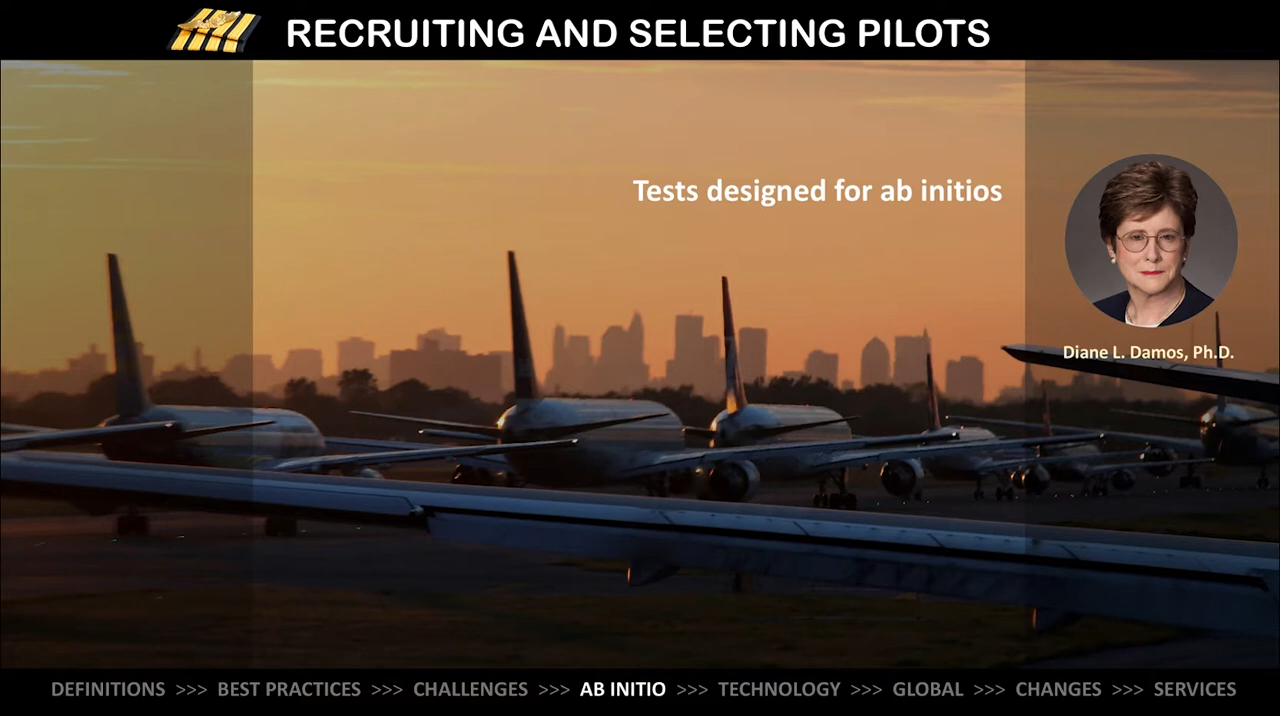 RECRUITING AND SELECTING PILOTS
Tests designed for ab initios
Diane L. Damos, Ph.D.
DEFINITIONS >>> BEST PRACTICES >>> CHALLENGES >>> AB INITIO >>> TECHNOLOGY >>> GLOBAL >>> CHANGES >>> SERVICES